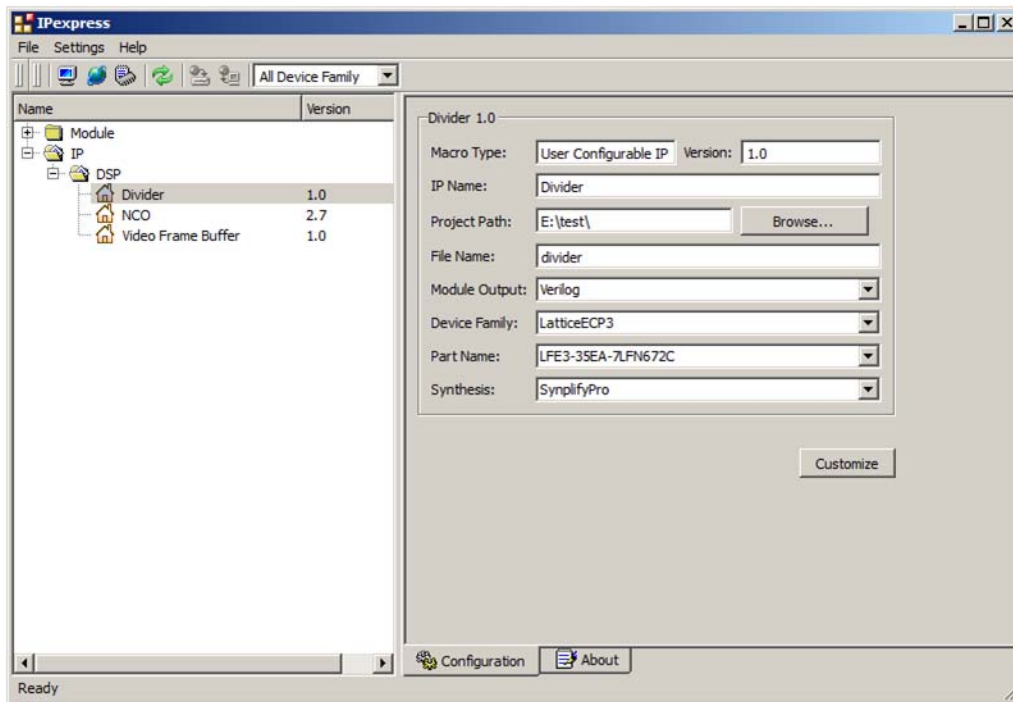 IPexpress
File Settings Help
All Device Family
Name Version
Module
IP
DSP
Divider 1.0
NCO 2.7
Video Frame Buffer 1.0
Divider 1.0
Macro Type: User Configurable IP Version: 1.0
IP Name: Divider
Project Path: E:\test\ Browse...
File Name: divider
Module Output: Verilog
Device Family: LatticeECP3
Part Name: LFE3-35EA-7LFN672C
Synthesis: SynplifyPro
Customize
Configuration About
Ready